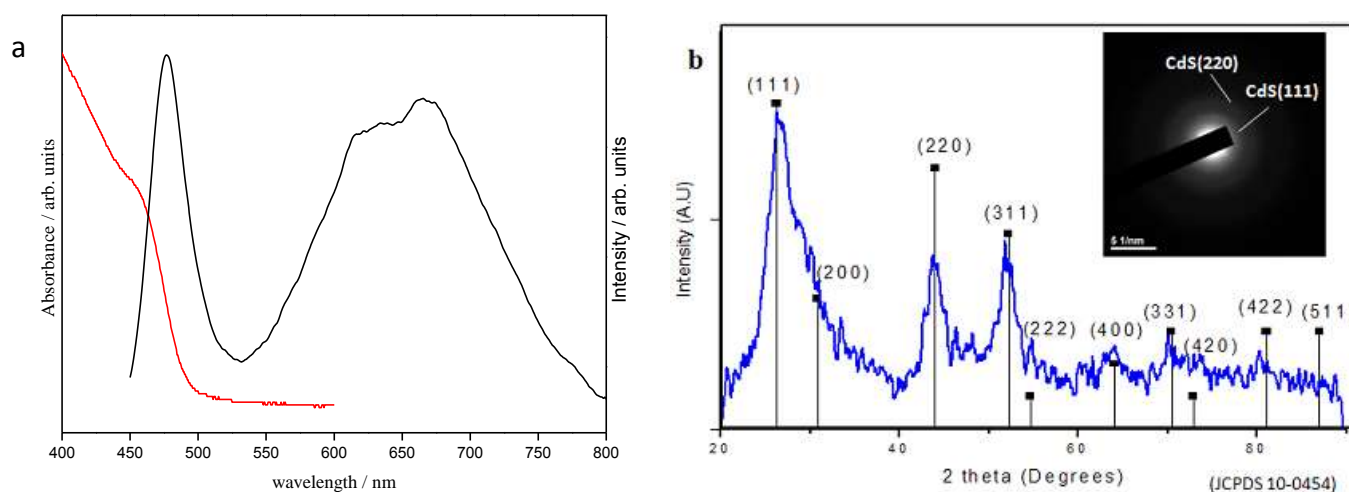 a
Absorbance / arb. units
400 450 500 550 600 650 700 750 800
wavelength / nm
Intensity / arb. units
b
Intensity (A.U)
(111)
(200)
(220)
(311)
(222)
(400)
(331)
(420)
(422)
(511
CdS(220)
CdS(111)
5 1/nm
20 40 60 80
2 theta (Degrees)
(JCPDS 10-0454)